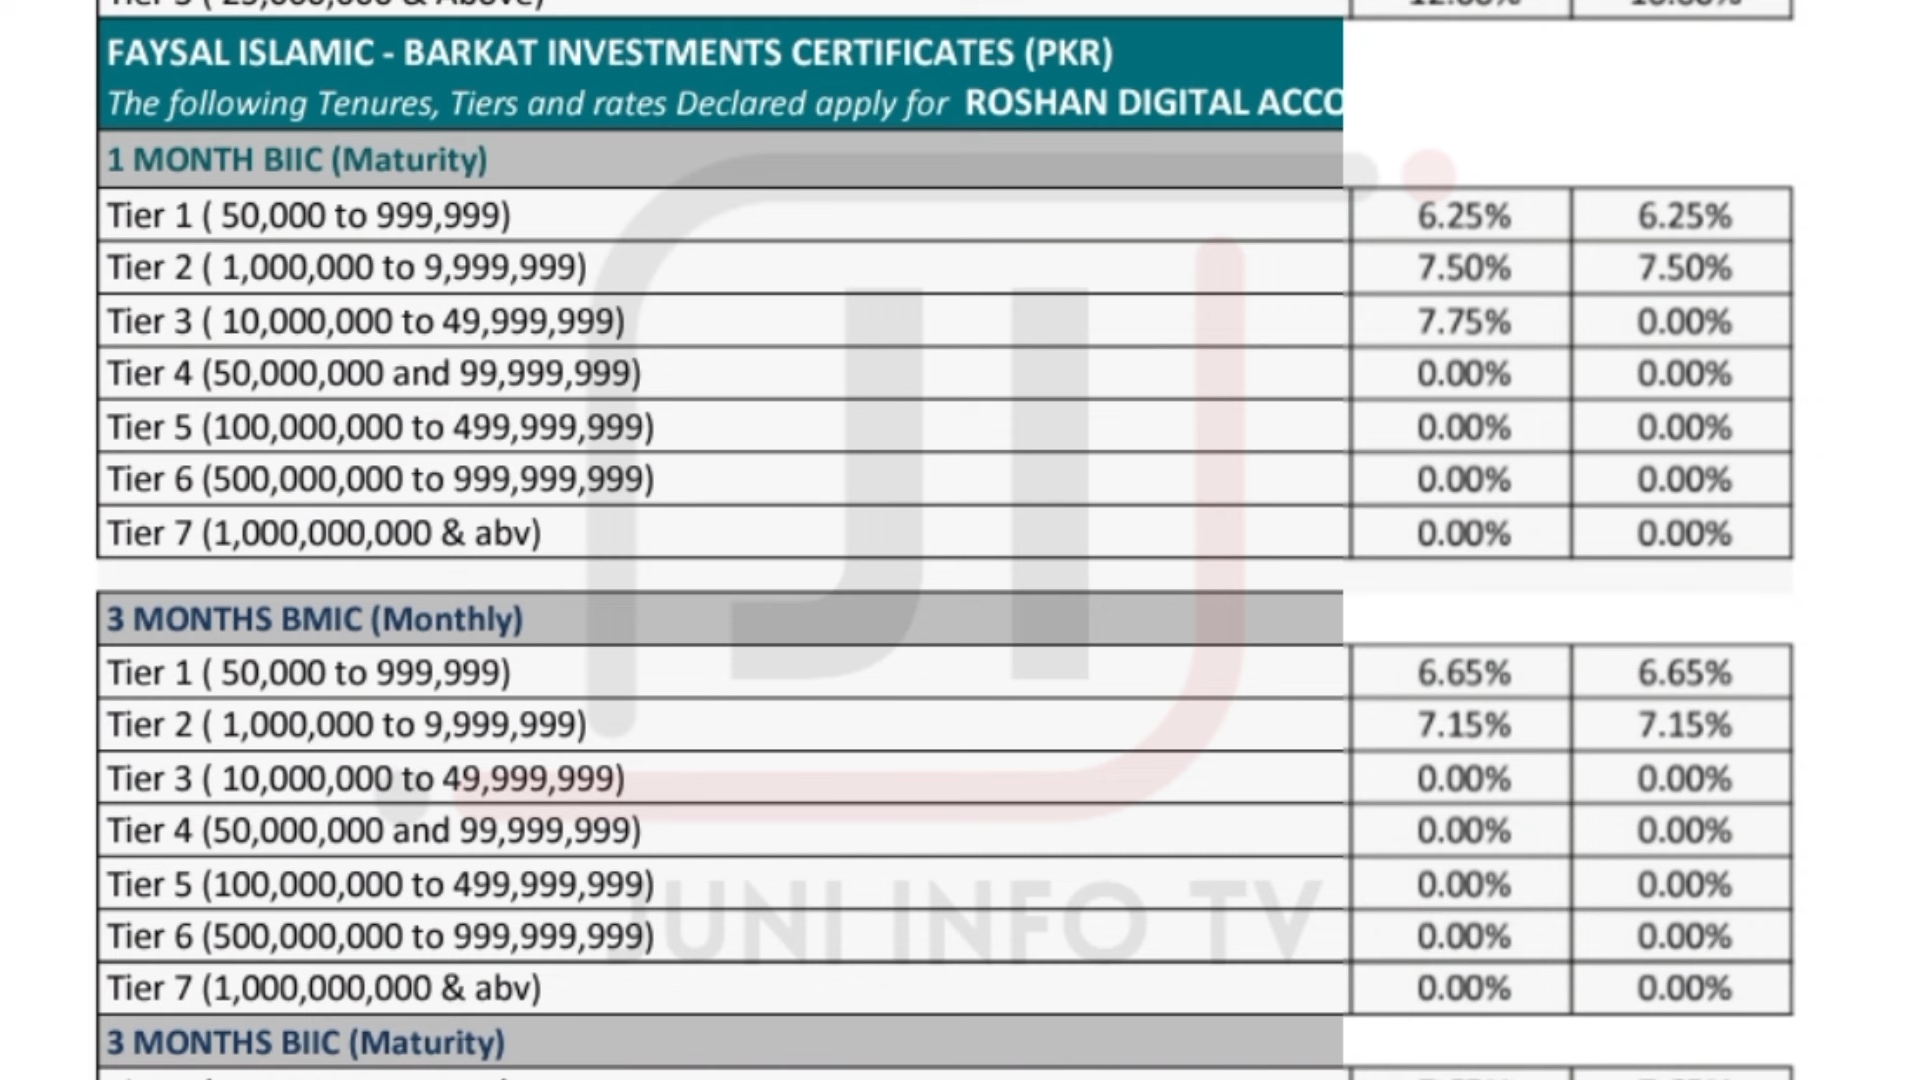 FAYSAL ISLAMIC - BARKAT INVESTMENTS CERTIFICATES (PKR)
The following Tenures, Tiers and rates Declared apply for ROSHAN DIGITAL ACCO
1 MONTH BIIC (Maturity)
Tier 1 ( 50,000 to 999,999) 6.25% 6.25%
Tier 2 ( 1,000,000 to 9,999,999) 7.50% 7.50%
Tier 3 ( 10,000,000 to 49,999,999) 7.75% 0.00%
Tier 4 (50,000,000 and 99,999,999) 0.00% 0.00%
Tier 5 (100,000,000 to 499,999,999) 0.00% 0.00%
Tier 6 (500,000,000 to 999,999,999) 0.00% 0.00%
Tier 7 (1,000,000,000 & abv) 0.00% 0.00%
3 MONTHS BMIC (Monthly)
Tier 1 ( 50,000 to 999,999) 6.65% 6.65%
Tier 2 ( 1,000,000 to 9,999,999) 7.15% 7.15%
Tier 3 ( 10,000,000 to 49,999,999) 0.00% 0.00%
Tier 4 (50,000,000 and 99,999,999) 0.00% 0.00%
Tier 5 (100,000,000 to 499,999,999) 0.00% 0.00%
Tier 6 (500,000,000 to 999,999,999) 0.00% 0.00%
Tier 7 (1,000,000,000 & abv) 0.00% 0.00%
3 MONTHS BIIC (Maturity)
JI
JUNI INFO TV